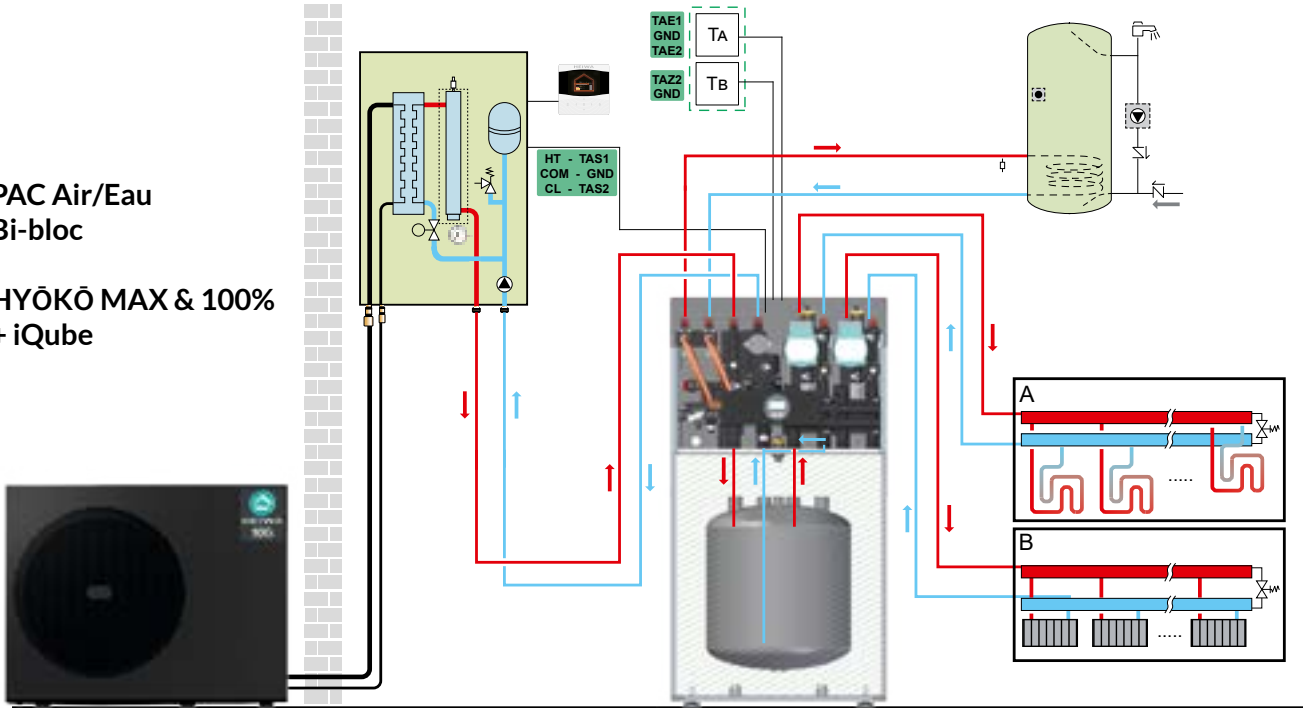 PAC Air/Eau
Bi-bloc
HYŌKŌ MAX & 100%
+ iQube
HT - TAS1
COM - GND
CL - TAS2
TAE1
GND
TAE2
TA
TAZ2
GND
TB
A
.....
B
.....